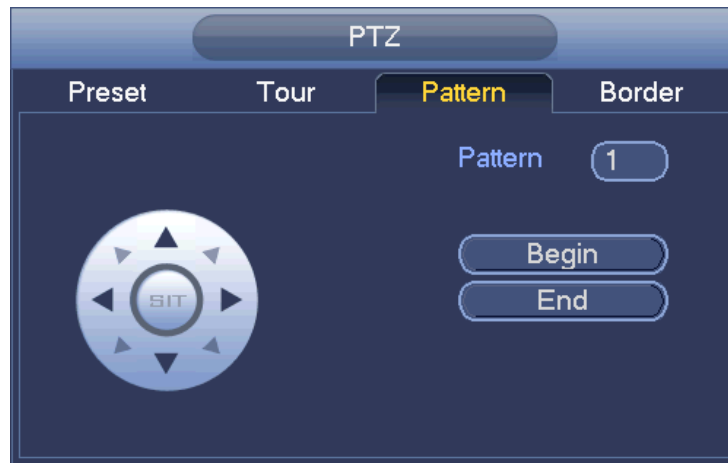 PTZ
Preset Tour Pattern Border
Pattern 1
Begin
SIT
End